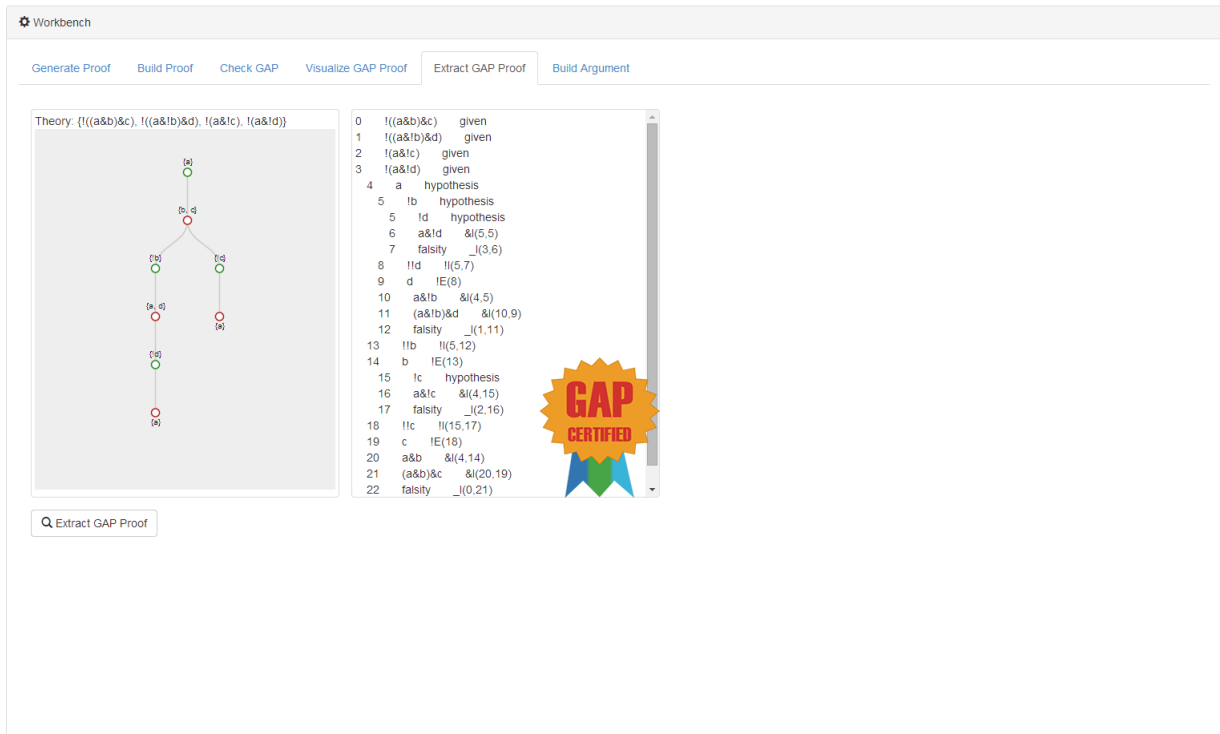 Workbench
Generate Proof Build Proof Check GAP Visualize GAP Proof Extract GAP Proof Build Argument
Theory: {!((a&b)&c), !((a&!b)&d), !(a&!c), !(a&!d)}
{a}
{b, c}
{!b} {!c}
{a, d}
{a}
{!d}
{a}
0 !((a&b)&c) given
1 !((a&!b)&d) given
2 !(a&!c) given
3 !(a&!d) given
4 a hypothesis
5 !b hypothesis
5 !d hypothesis
6 a&!d &I(5,5)
7 falsity _I(3,6)
8 !!d !I(5,7)
9 d !E(8)
10 a&!b &I(4,5)
11 (a&!b)&d &I(10,9)
12 falsity _I(1,11)
13 !!b !I(5,12)
14 b !E(13)
15 !c hypothesis
16 a&!c &I(4,15)
17 falsity _I(2,16)
18 !!c !I(15,17)
19 c !E(18)
20 a&b &I(4,14)
21 (a&b)&c &I(20,19)
22 falsity _I(0,21)
GAP
CERTIFIED
Extract GAP Proof